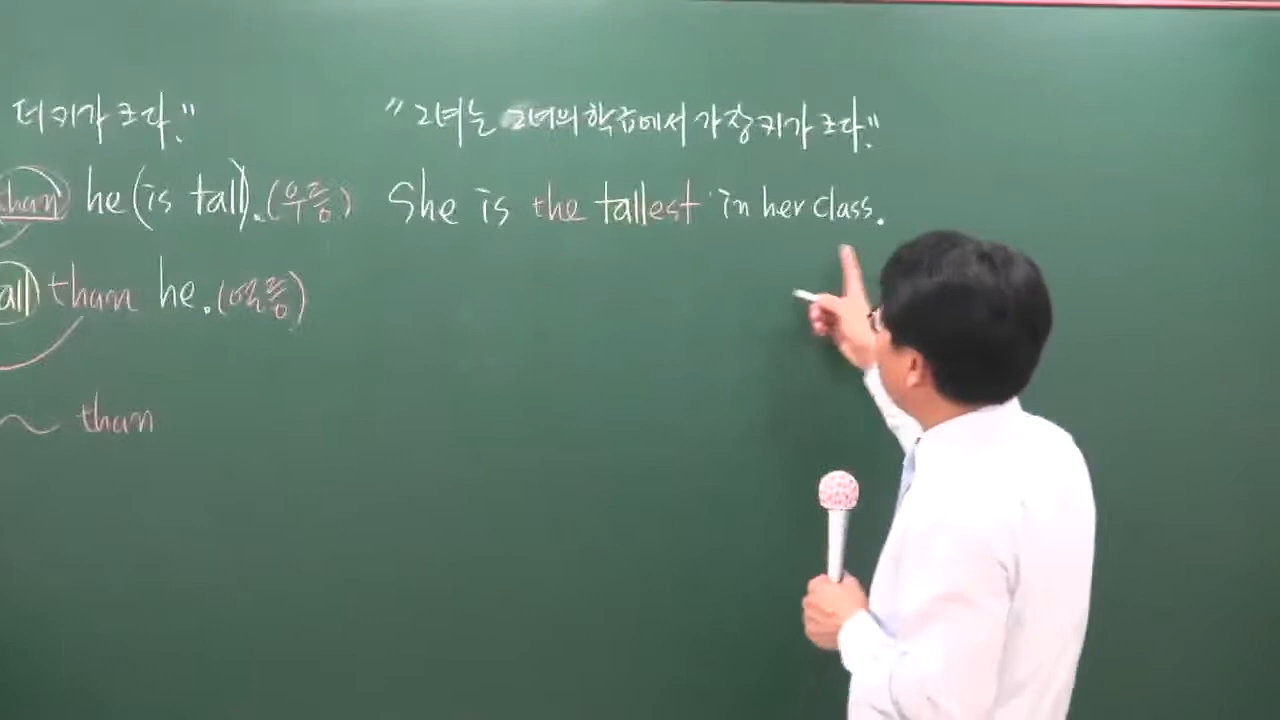 더 키가 크다."
than he (is tall). (우등)
all than he. (열등)
than
"그녀는 그녀의 학급에서 가장 키가 크다."
She is the tallest in her class.